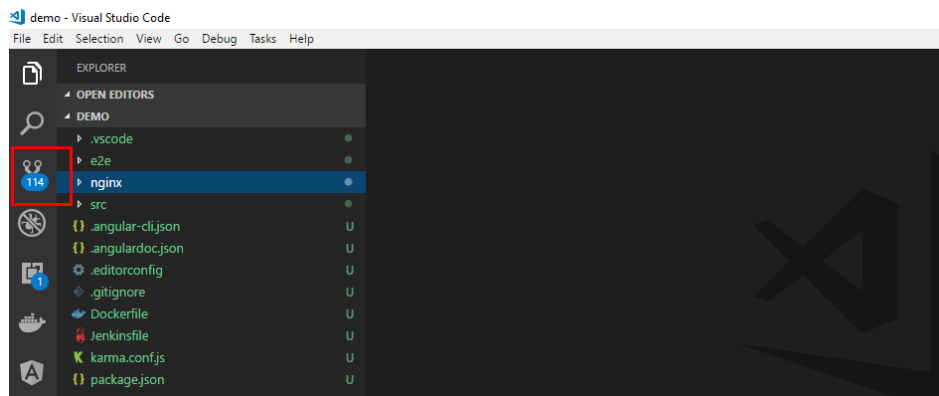 demo - Visual Studio Code
File Edit Selection View Go Debug Tasks Help
EXPLORER
OPEN EDITORS
DEMO
.vscode
e2e
114
nginx
src
{} .angular-cli.json U
{} .angulardoc.json U
.editorconfig U
1
.gitignore U
Dockerfile U
Jenkinsfile U
K karma.conf.js U
{} package.json U